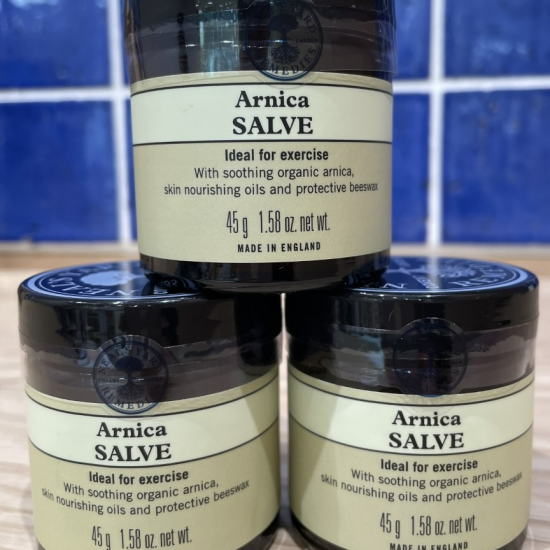 REMEDIES
Arnica
SALVE
Ideal for exercise
With soothing organic arnica,
skin nourishing oils and protective beeswax
45 g 1.58 oz. net wt.
MADE IN ENGLAND
Arnica
SALVE
Ideal for exercise
With soothing organic arnica,
skin nourishing oils and protective beeswax
45 g 1.58 oz. net wt.
Arnica
SALVE
Ideal for exercise
With soothing organic arnica,
skin nourishing oils and protective beeswax
45 g 1.58 oz. net wt.
MADE IN ENGLAND